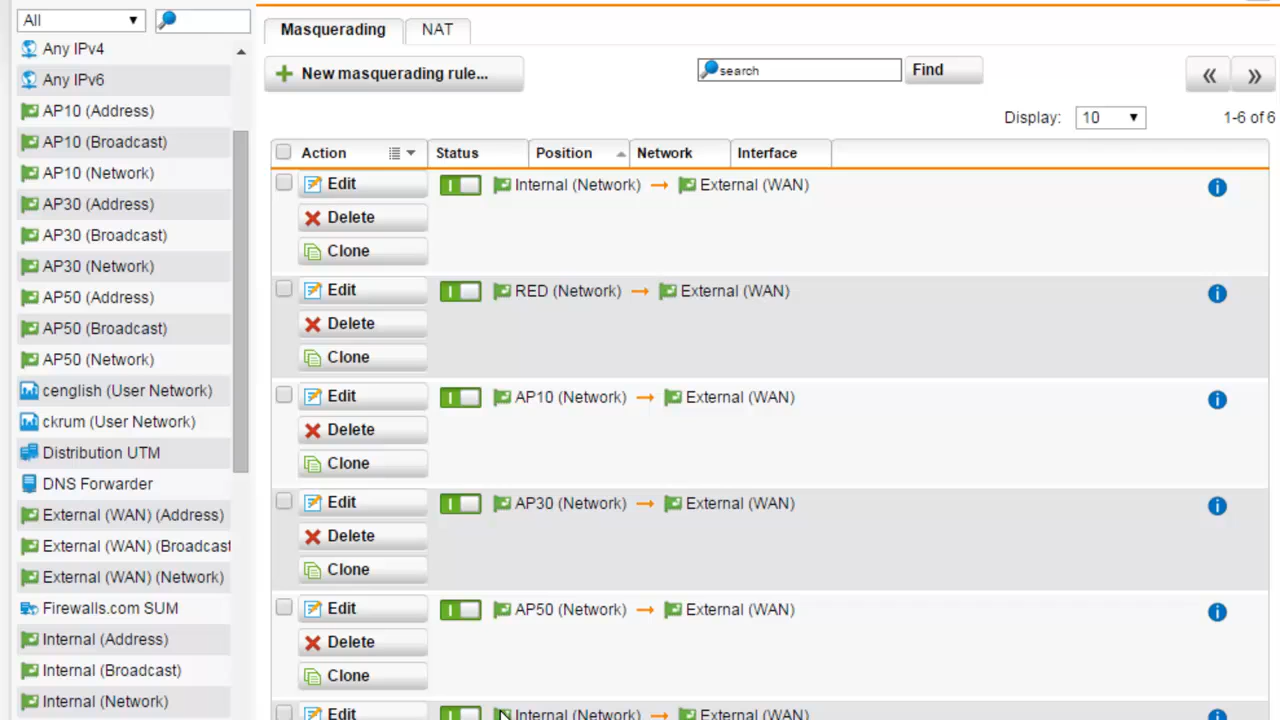 All
Any IPv4
Any IPv6
AP10 (Address)
AP10 (Broadcast)
AP10 (Network)
AP30 (Address)
AP30 (Broadcast)
AP30 (Network)
AP50 (Address)
AP50 (Broadcast)
AP50 (Network)
cenglish (User Network)
ckrum (User Network)
Distribution UTM
DNS Forwarder
External (WAN) (Address)
External (WAN) (Broadcast
External (WAN) (Network)
Firewalls.com SUM
Internal (Address)
Internal (Broadcast)
Internal (Network)
Masquerading NAT
New masquerading rule... search Find « »
Display: 10 1-6 of 6
Action Status Position Network Interface
Edit Internal (Network) → External (WAN)
Delete
Clone
Edit RED (Network) → External (WAN)
Delete
Clone
Edit AP10 (Network) → External (WAN)
Delete
Clone
Edit AP30 (Network) → External (WAN)
Delete
Clone
Edit AP50 (Network) → External (WAN)
Delete
Clone
Edit Internal (Network) → External (WAN)